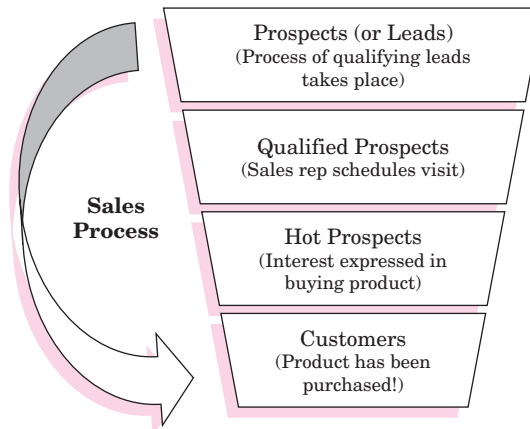 Prospects (or Leads)
(Process of qualifying leads
takes place)
Qualified Prospects
(Sales rep schedules visit)
Sales
Process
Hot Prospects
(Interest expressed in
buying product)
Customers
(Product has been
purchased!)